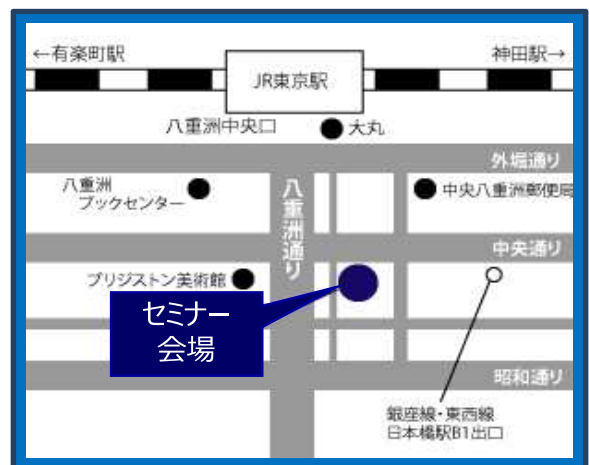 ←有楽町駅
神田駅→
JR東京駅
八重洲中央口
大丸
外堀通り
八重洲
ブックセンター
八重洲通り
中央八重洲郵便局
中央通り
ブリジストン美術館
セミナー
会場
昭和通り
銀座線・東西線
日本橋駅B1出口